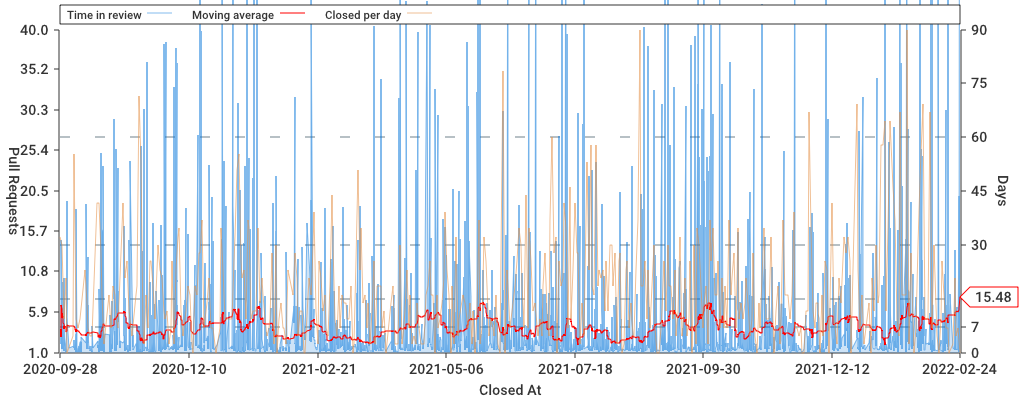 Time in review Moving average Closed per day
40.0 90
35.2 75
30.3
25.4 60
20.5 45
15.7 30
10.8 15.48
5.9 7
1.0 0
Pull Requests
Days
2020-09-28 2020-12-10 2021-02-21 2021-05-06 2021-07-18 2021-09-30 2021-12-12 2022-02-24
Closed At